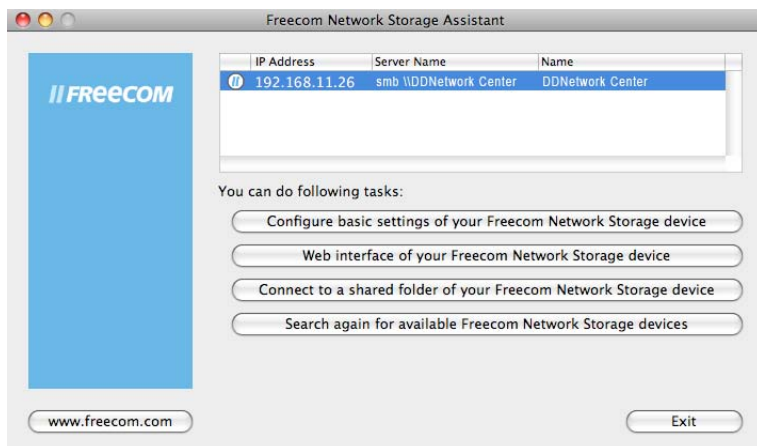 Freecom Network Storage Assistant
IP Address Server Name Name
192.168.11.26 smb \\DDNetwork Center DDNetwork Center
FREECOM
You can do following tasks:
Configure basic settings of your Freecom Network Storage device
Web interface of your Freecom Network Storage device
Connect to a shared folder of your Freecom Network Storage device
Search again for available Freecom Network Storage devices
www.freecom.com Exit